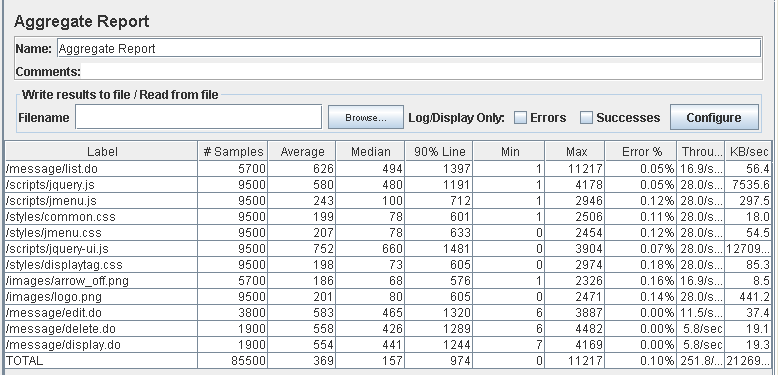 Aggregate Report
Name: Aggregate Report
Comments:
Write results to file / Read from file
Filename Browse... Log/Display Only: Errors Successes Configure
Label # Samples Average Median 90% Line Min Max Error % Throu... KB/sec
/message/list.do 5700 626 494 1397 1 11217 0.05% 16.9/s... 56.4
/scripts/jquery.js 9500 580 480 1191 1 4178 0.05% 28.0/s... 7535.6
/scripts/jmenu.js 9500 243 100 712 1 2946 0.12% 28.0/s... 297.5
/styles/common.css 9500 199 78 601 1 2506 0.11% 28.0/s... 18.0
/styles/jmenu.css 9500 207 78 633 0 2454 0.12% 28.0/s... 54.5
/scripts/jquery-ui.js 9500 752 660 1481 0 3904 0.07% 28.0/s... 12709...
/styles/displaytag.css 9500 198 73 605 0 2974 0.18% 28.0/s... 85.3
/images/arrow_off.png 5700 186 68 576 1 2326 0.16% 16.9/s... 8.5
/images/logo.png 9500 201 80 605 0 2471 0.14% 28.0/s... 441.2
/message/edit.do 3800 583 465 1320 6 3887 0.00% 11.5/s... 37.4
/message/delete.do 1900 558 426 1289 6 4482 0.00% 5.8/sec 19.1
/message/display.do 1900 554 441 1244 7 4169 0.00% 5.8/sec 19.3
TOTAL 85500 369 157 974 0 11217 0.10% 251.8/... 21269...